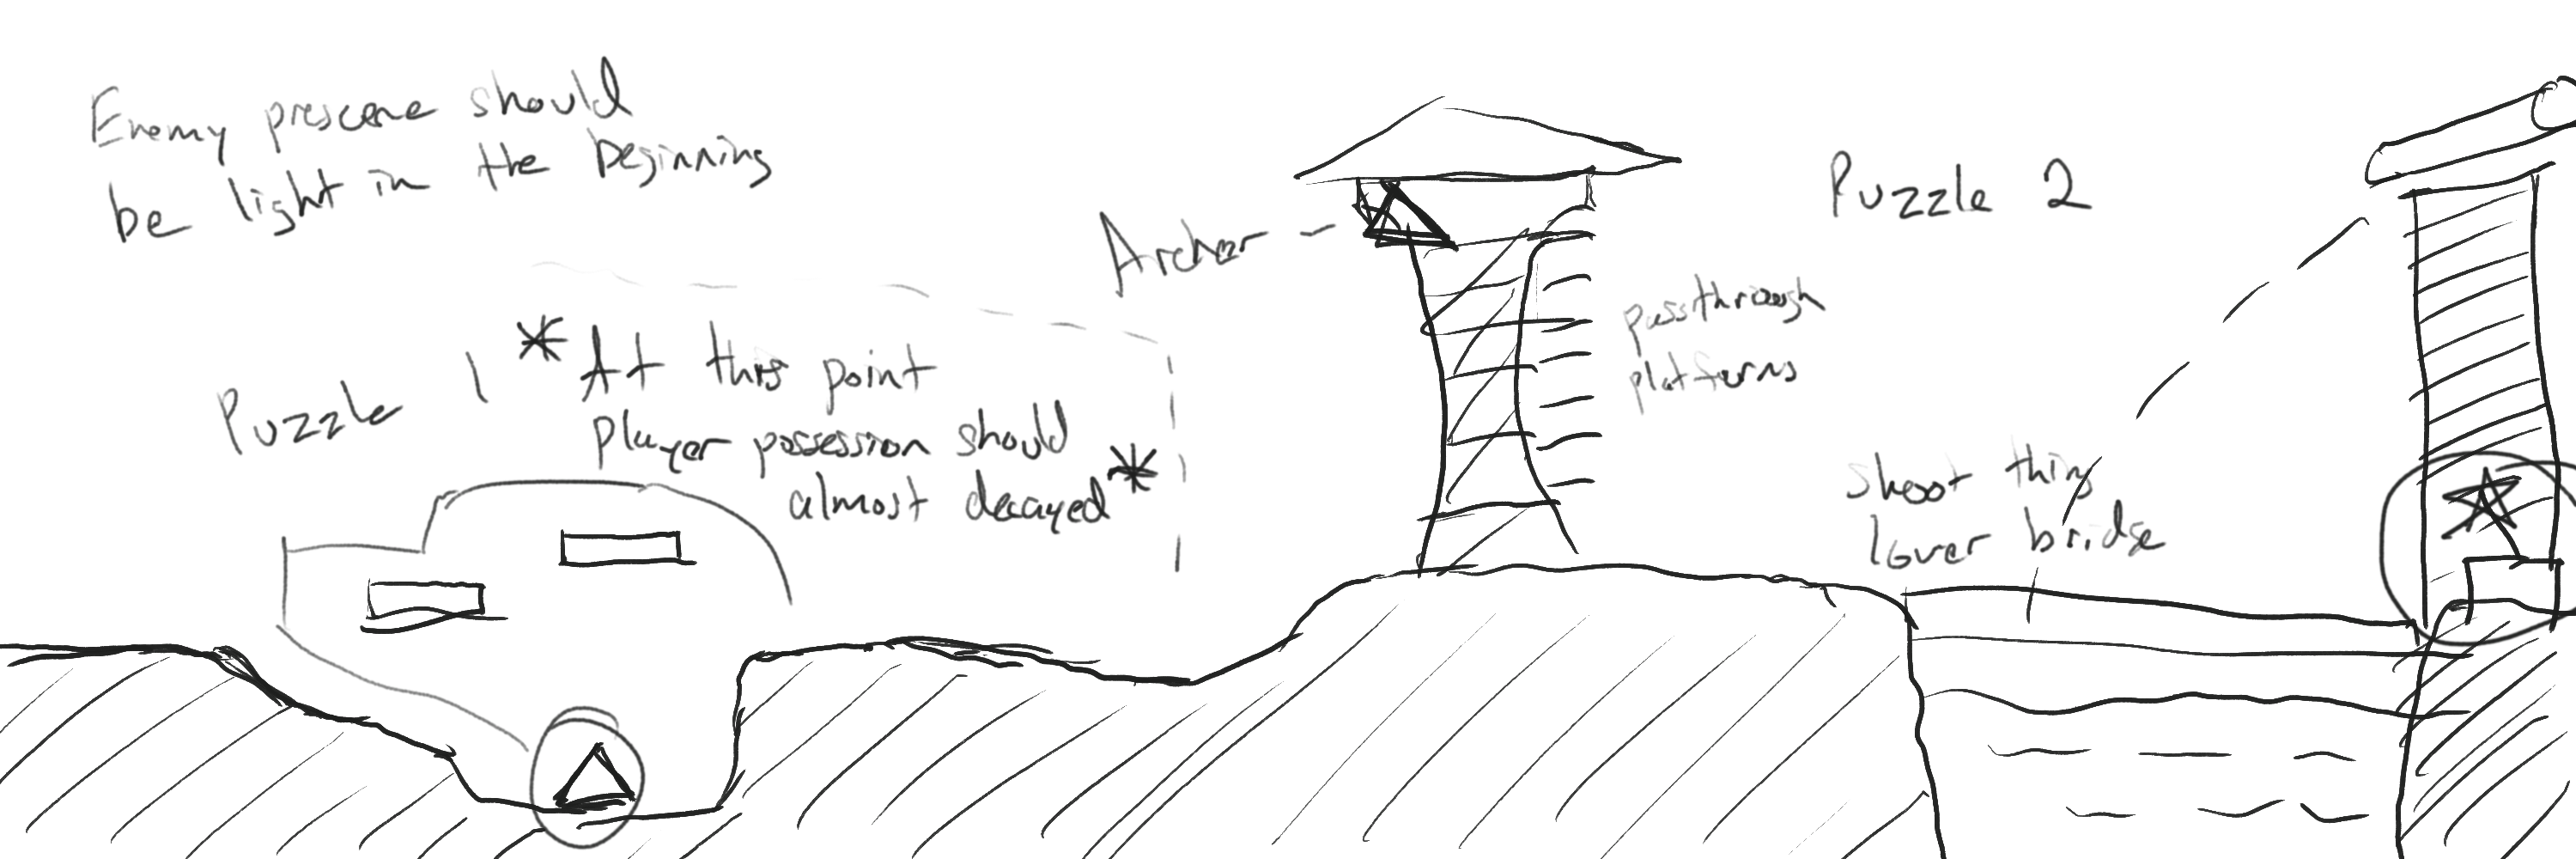 Enemy prescene should
be light in the beginning
Puzzle 1
*At this point
player possession should
almost decayed*
Archer -
passthrough
platforms
Puzzle 2
shoot thing
lower bridge